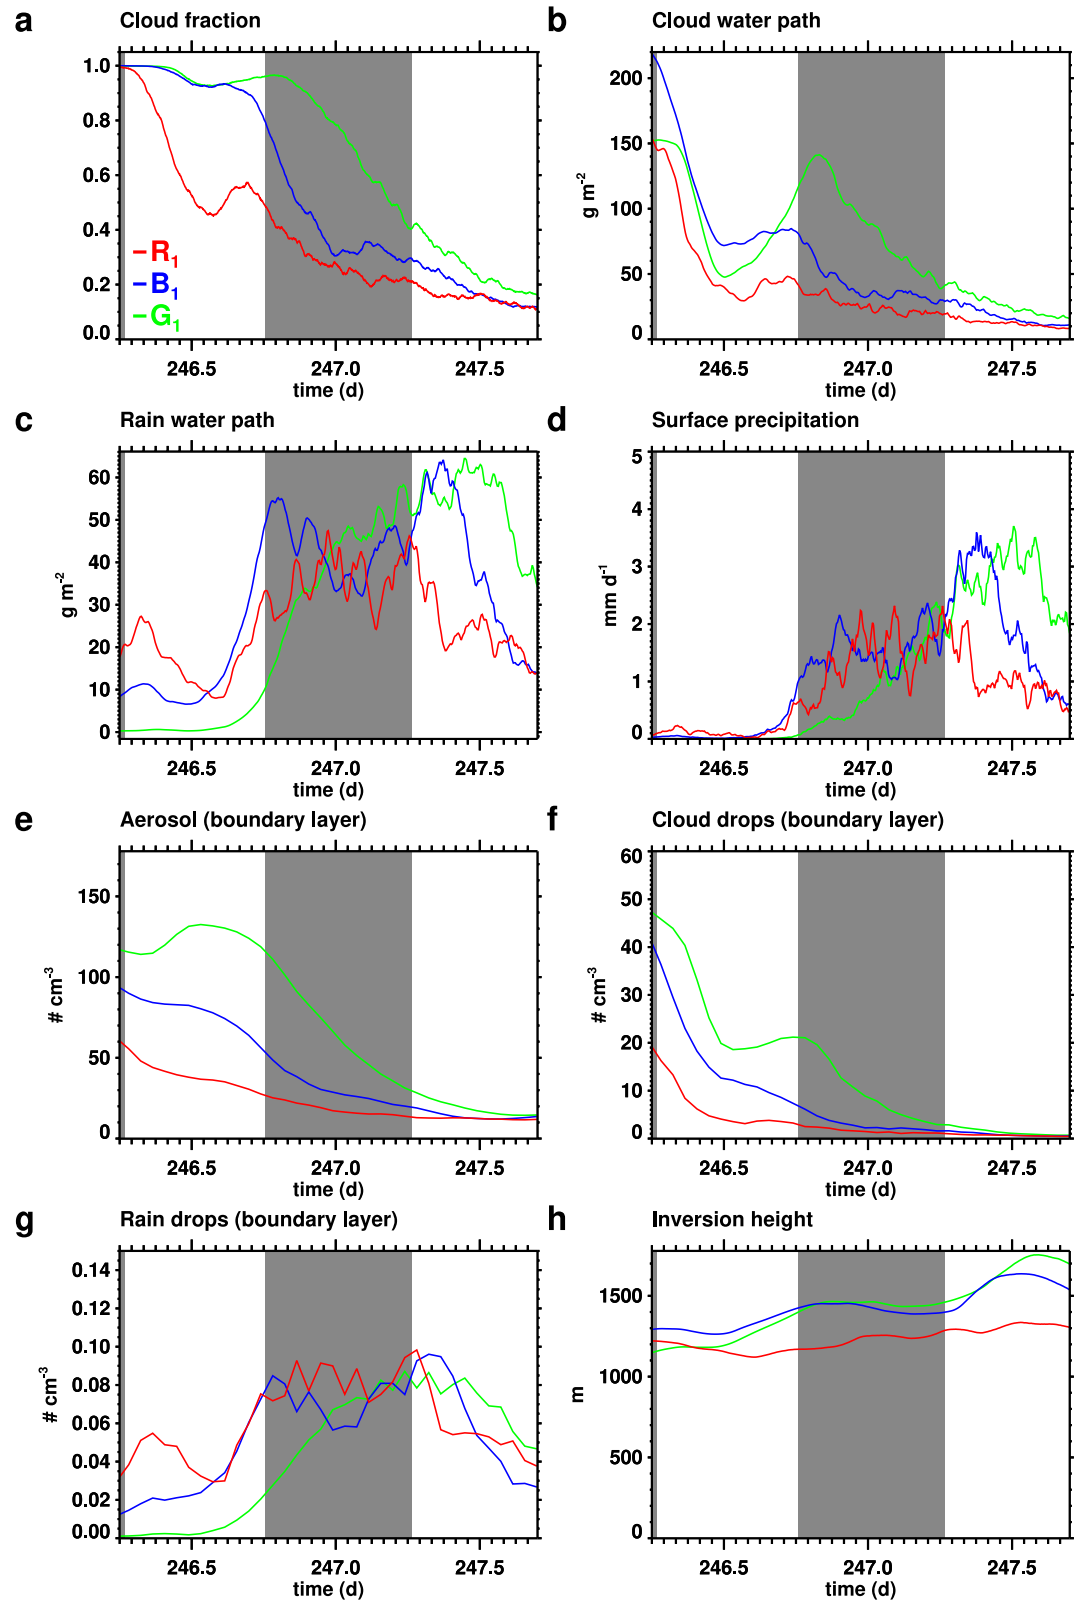 a Cloud fraction
1.0
0.8
0.6
0.4
0.2
0.0
R1
B1
G1
246.5 247.0 247.5
time (d)
b Cloud water path
g m-2
200
150
100
50
0
246.5 247.0 247.5
time (d)
c Rain water path
g m-2
60
50
40
30
20
10
0
246.5 247.0 247.5
time (d)
d Surface precipitation
mm d-1
5
4
3
2
1
0
246.5 247.0 247.5
time (d)
e Aerosol (boundary layer)
# cm-3
150
100
50
0
246.5 247.0 247.5
time (d)
f Cloud drops (boundary layer)
# cm-3
60
50
40
30
20
10
0
246.5 247.0 247.5
time (d)
g Rain drops (boundary layer)
# cm-3
0.14
0.12
0.10
0.08
0.06
0.04
0.02
0.00
246.5 247.0 247.5
time (d)
h Inversion height
m
1500
1000
500
0
246.5 247.0 247.5
time (d)